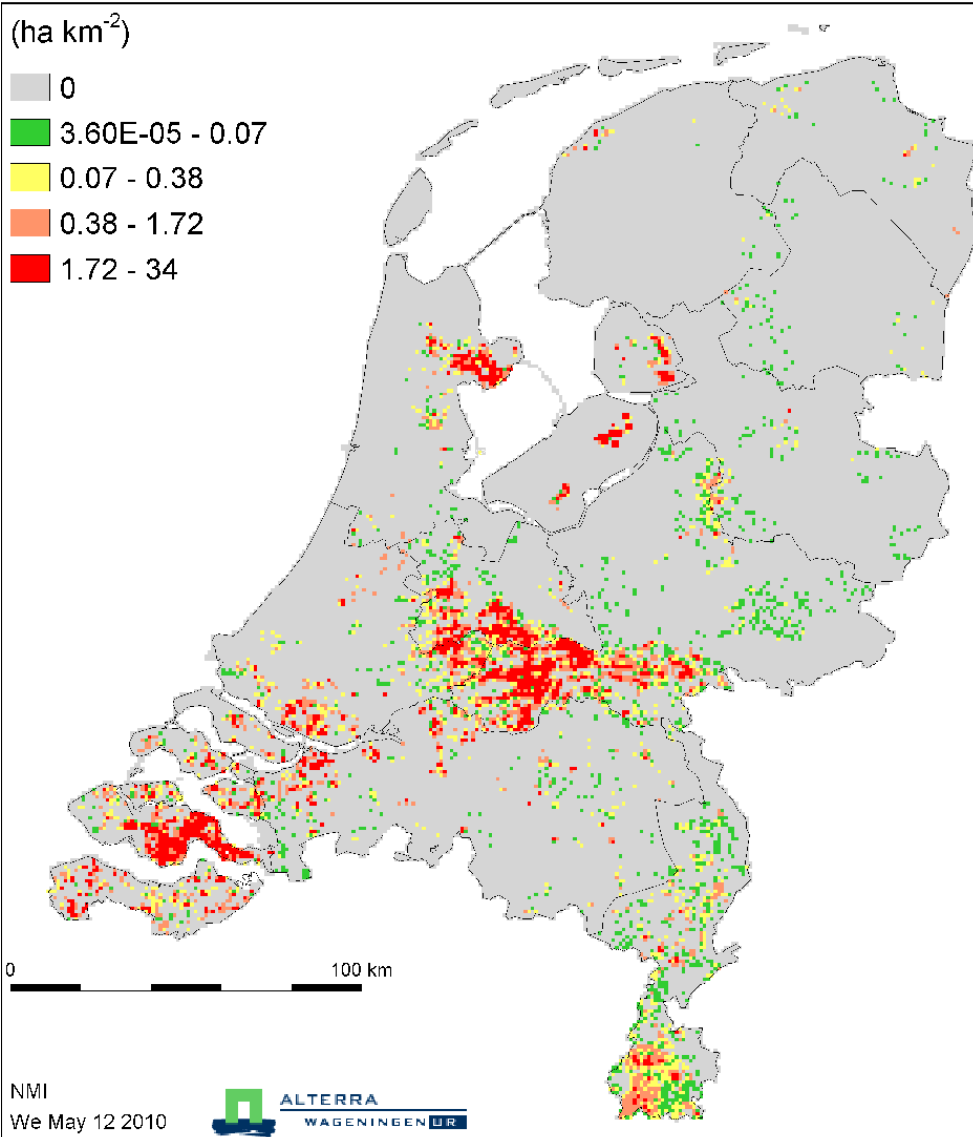 (ha km-2)
0
3.60E-05 - 0.07
0.07 - 0.38
0.38 - 1.72
1.72 - 34
0 100 km
NMI
We May 12 2010
ALTERRA
WAGENINGEN UR